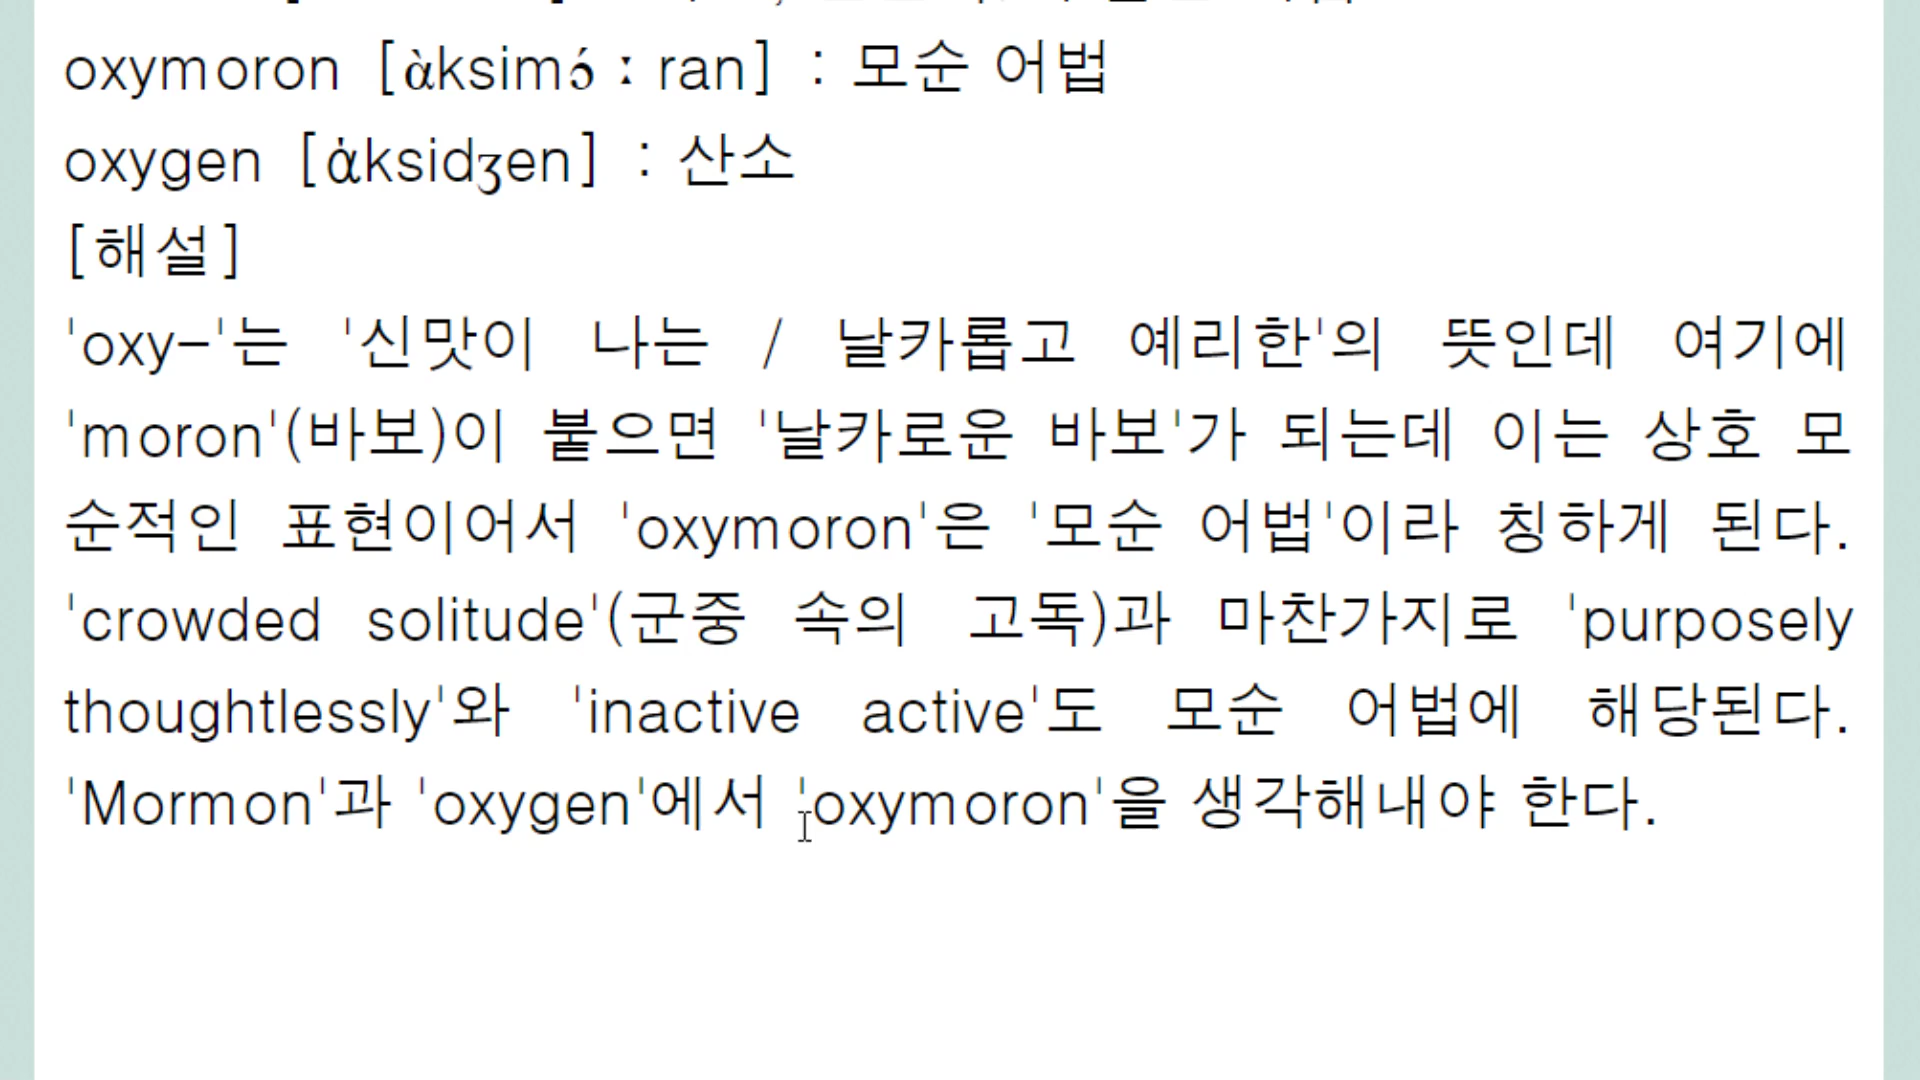 oxymoron [ὰksimɔ́ : ran] : 모순 어법
oxygen [ἀksidʒen] : 산소
[해설]
'oxy-'는 '신맛이 나는 / 날카롭고 예리한'의 뜻인데 여기에
'moron'(바보)이 붙으면 '날카로운 바보'가 되는데 이는 상호 모
순적인 표현이어서 'oxymoron'은 '모순 어법'이라 칭하게 된다.
'crowded solitude'(군중 속의 고독)과 마찬가지로 'purposely
thoughtlessly'와 'inactive active'도 모순 어법에 해당된다.
'Mormon'과 'oxygen'에서 'oxymoron'을 생각해내야 한다.